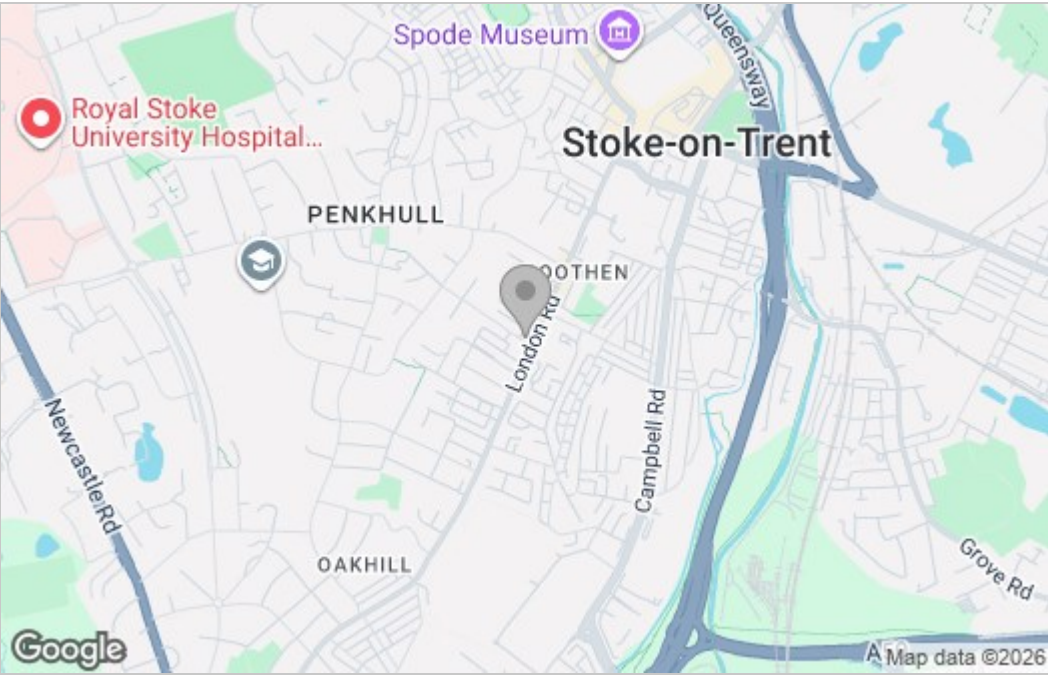 Queensway
Spode Museum
Royal Stoke
University Hospital...
Stoke-on-Trent
PENKHULL
OOTHEN
London Rd
Campbell Rd
Newcastle Rd
OAKHILL
Grove Rd
Google
Map data ©2026